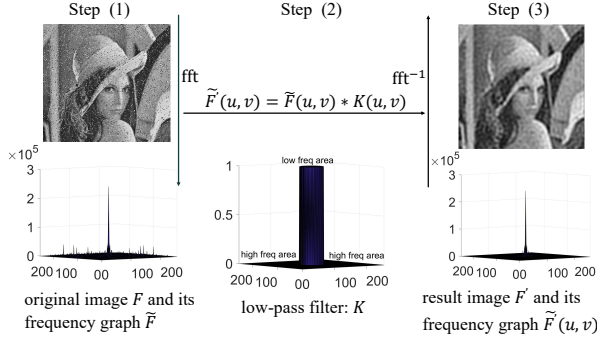 Step (1)
Step (2)
Step (3)
fft
F̃′(u, v) = F̃(u, v) ∗ K(u, v)
fft⁻¹
×10⁵
3
2
1
0
200 100 00 100 200
1
0.5
0
low freq area
high freq area
high freq area
200 100 00 100 200
×10⁵
3
2
1
0
200 100 00 100 200
original image F and its
frequency graph F̃
low-pass filter: K
result image F′ and its
frequency graph F̃′(u, v)